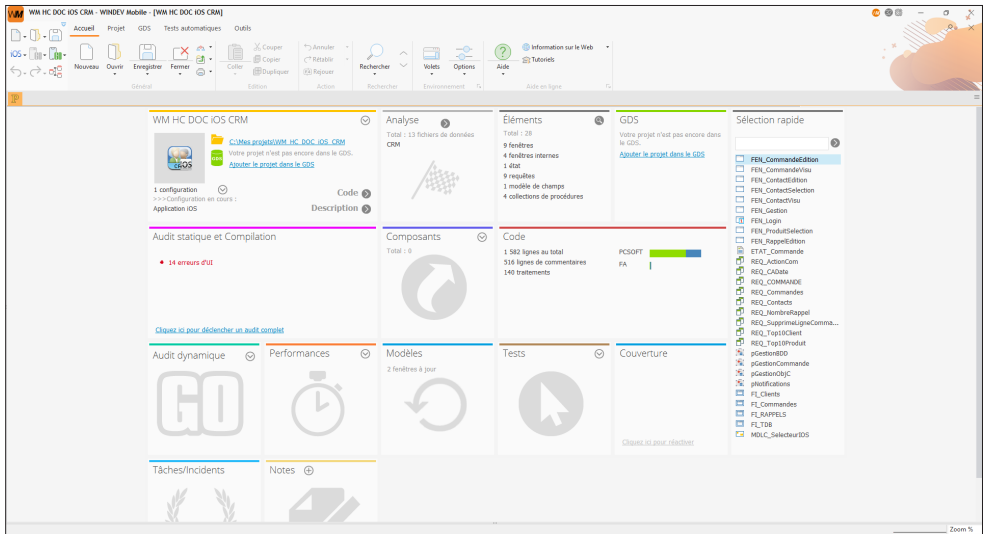 WM HC DOC iOS CRM - WINDEV Mobile - [WM HC DOC iOS CRM]
Accueil Projet GDS Tests automatiques Outils
iOS
Nouveau Ouvrir Enregistrer Fermer
Coller
Couper
Copier
Dupliquer
Annuler
Rétablir
Rejouer
Rechercher
Volets Options
Aide
Information sur le Web
Tutoriels
Général Edition Action Rechercher Environnement Aide en ligne
WM HC DOC iOS CRM
C:\Mes projets\WM_HC_DOC_iOS_CRM
Votre projet n'est pas encore dans le GDS.
Ajouter le projet dans le GDS
1 configuration
>>>Configuration en cours :
Application iOS
Code
Description
Analyse
Total : 13 fichiers de données
CRM
Éléments
Total : 28
9 fenêtres
4 fenêtres internes
1 état
9 requêtes
1 modèle de champs
4 collections de procédures
GDS
Votre projet n'est pas encore dans
le GDS.
Ajouter le projet dans le GDS
Sélection rapide
FEN_CommandeEdition
FEN_CommandeVisu
FEN_ContactEdition
FEN_ContactSelection
FEN_ContactVisu
FEN_Gestion
FEN_Login
FEN_ProduitSelection
FEN_RappelEdition
ETAT_Commande
REQ_ActionCom
REQ_CADate
REQ_COMMANDE
REQ_Commandes
REQ_Contacts
REQ_NombreRappel
REQ_SupprimeLigneComma...
REQ_Top10Client
REQ_Top10Produit
pGestionBDD
pGestionCommande
pGestionObjC
pNotifications
FI_Clients
FI_Commandes
FI_RAPPELS
FI_TDB
MDLC_SelecteurIOS
Audit statique et Compilation
14 erreurs d'UI
Cliquez ici pour déclencher un audit complet
Composants
Total : 0
Code
1 582 lignes au total
516 lignes de commentaires
140 traitements
PCSOFT
FA
Audit dynamique
GO
Performances
Modèles
2 fenêtres à jour
Tests
Couverture
Cliquez ici pour réactiver
Tâches/Incidents
Notes
Zoom %